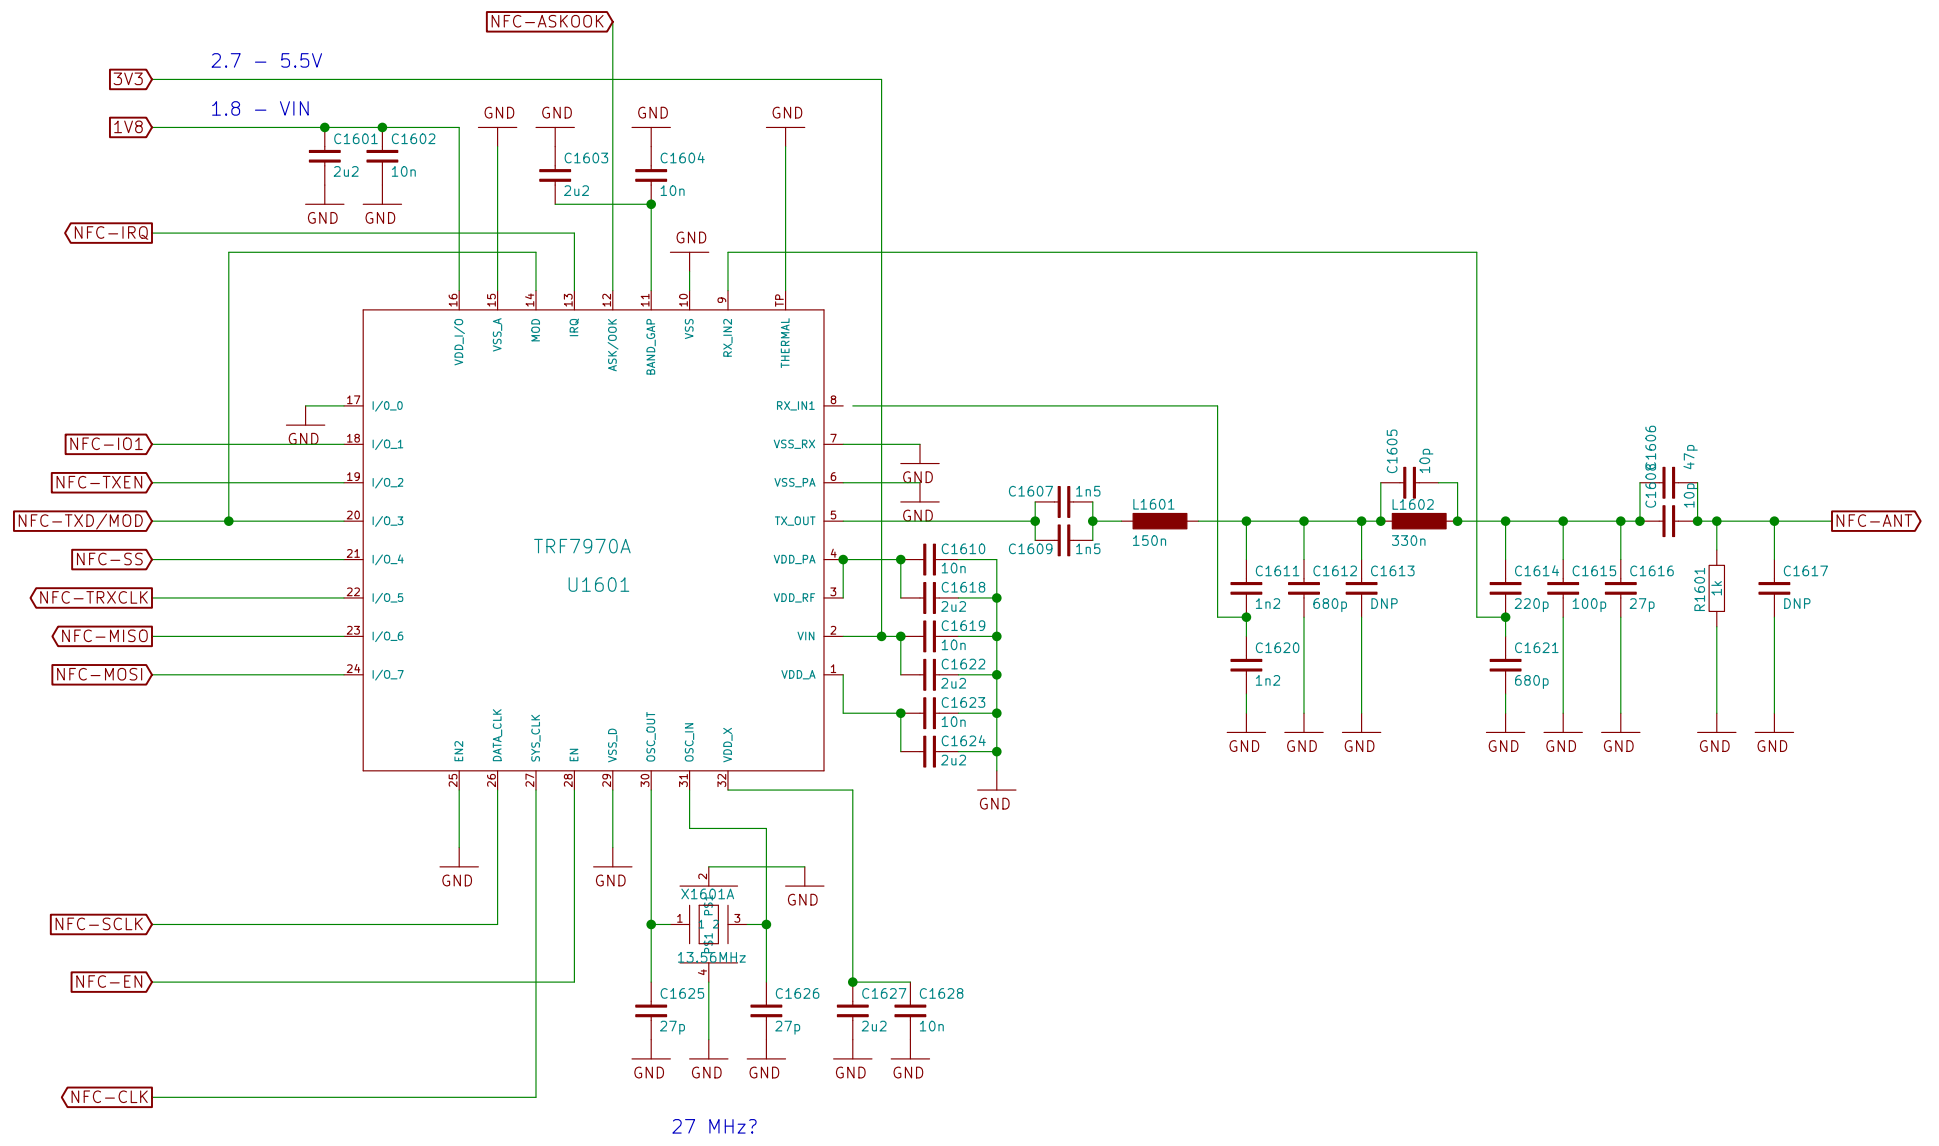 NFC-ASKOOK
2.7 - 5.5V
3V3
1.8 - VIN
1V8
GND
GND
GND
GND
C1601
2u2
C1602
10n
C1603
2u2
C1604
10n
GND
GND
NFC-IRQ
GND
16
15
14
13
12
11
10
9
TP
VDD_I/O
VSS_A
MOD
IRQ
ASK/OOK
BAND_GAP
VSS
RX_IN2
THERMAL
17
I/O_0
GND
NFC-IO1
18
I/O_1
NFC-TXEN
19
I/O_2
NFC-TXD/MOD
20
I/O_3
NFC-SS
21
I/O_4
NFC-TRXCLK
22
I/O_5
NFC-MISO
23
I/O_6
NFC-MOSI
24
I/O_7
TRF7970A
U1601
RX_IN1
8
VSS_RX
7
GND
VSS_PA
6
GND
TX_OUT
5
VDD_PA
4
VDD_RF
3
VIN
2
VDD_A
1
C1607
1n5
C1609
1n5
L1601
150n
C1605
10p
L1602
330n
C1606
47p
C1608
10p
NFC-ANT
C1610
10n
C1618
2u2
C1619
10n
C1622
2u2
C1623
10n
C1624
2u2
GND
C1611
1n2
C1612
680p
C1613
DNP
C1614
220p
C1615
100p
C1616
27p
R1601
1k
C1617
DNP
C1620
1n2
C1621
680p
GND
GND
GND
GND
GND
GND
GND
GND
EN2
DATA_CLK
SYS_CLK
EN
VSS_D
OSC_OUT
OSC_IN
VDD_X
25
26
27
28
29
30
31
32
GND
GND
GND
2
X1601A
PS1
1
1 2
3
PS1
13.56MHz
4
NFC-SCLK
NFC-EN
C1625
27p
C1626
27p
C1627
2u2
C1628
10n
GND
GND
GND
GND
GND
NFC-CLK
27 MHz?